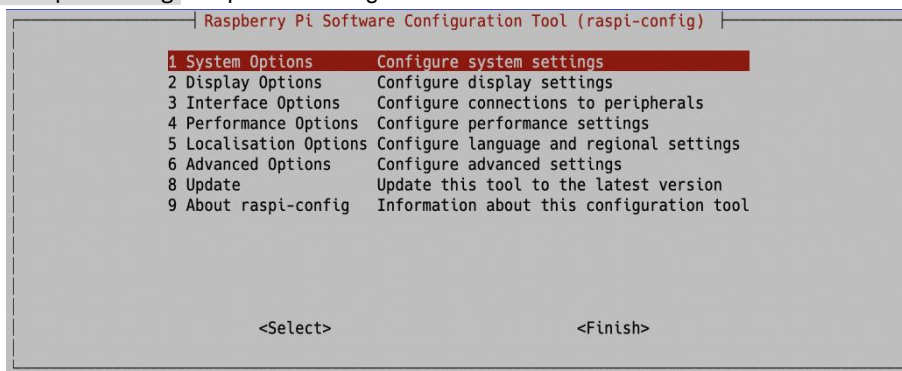 Raspberry Pi Software Configuration Tool (raspi-config)
1 System Options Configure system settings
2 Display Options Configure display settings
3 Interface Options Configure connections to peripherals
4 Performance Options Configure performance settings
5 Localisation Options Configure language and regional settings
6 Advanced Options Configure advanced settings
8 Update Update this tool to the latest version
9 About raspi-config Information about this configuration tool
<Select> <Finish>